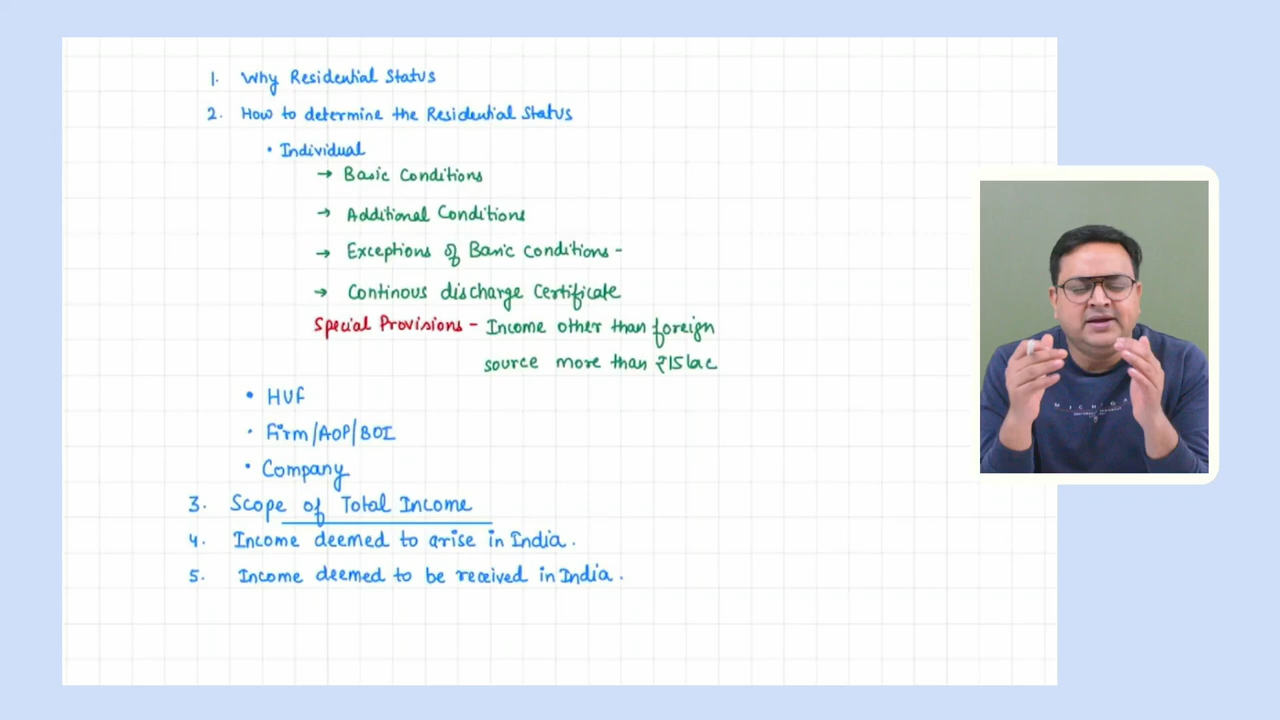 1. Why Residential Status
2. How to determine the Residential Status
• Individual
→ Basic Conditions
→ Additional Conditions
→ Exceptions of Basic Conditions -
→ Continous discharge Certificate
Special Provisions - Income other than foreign
source more than ₹15 lac
• HUF
• Firm/AOP/BOI
• Company
3. Scope of Total Income
4. Income deemed to arise in India.
5. Income deemed to be received in India.
MICHIGA